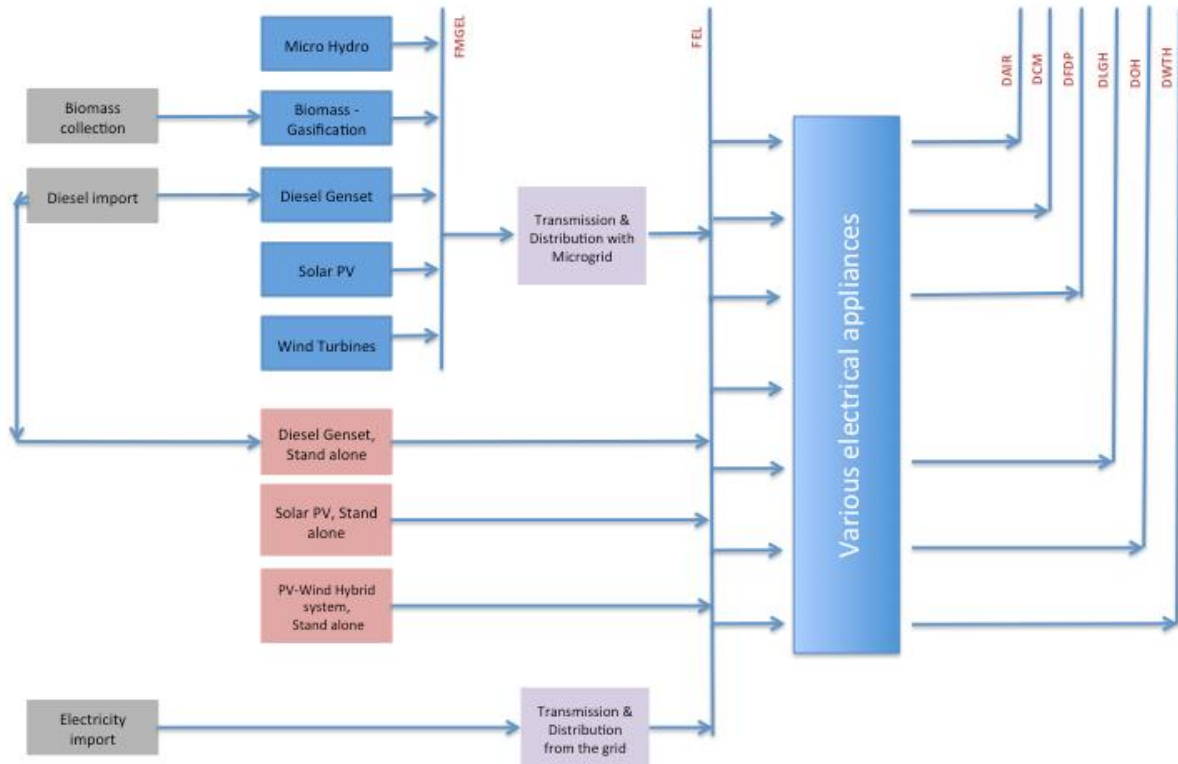 Micro Hydro
FMGEL
FEL
DAIR
DCM
DFDP
DLGH
DOH
DWTH
Biomass
collection
Biomass -
Gasification
Diesel import
Diesel Genset
Transmission &
Distribution with
Microgrid
Solar PV
Wind Turbines
Various electrical appliances
Diesel Genset,
Stand alone
Solar PV, Stand
alone
PV-Wind Hybrid
system,
Stand alone
Electricity
import
Transmission &
Distribution
from the grid